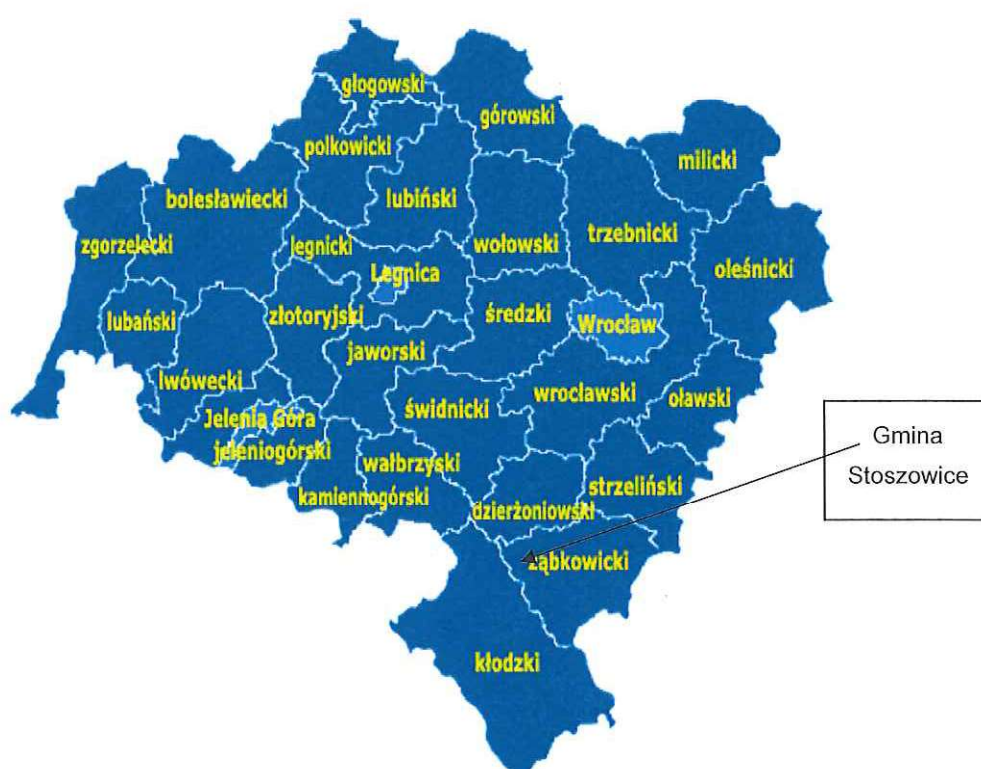 głogowski
górowski
polkowicki
milicki
bolesławiecki
lubiński
zgorzelecki
legnicki
wołowski
trzebnicki
oleśnicki
Legnica
lubański
złotoryjski
średzki
Wrocław
jaworski
lwówecki
wrocławski
oławski
świdnicki
Jelenia Góra
jeleniogórski
wałbrzyski
kamiennogórski
dzierżoniowski
strzeliński
ząbkowicki
kłodzki
Gmina
Stoszowice